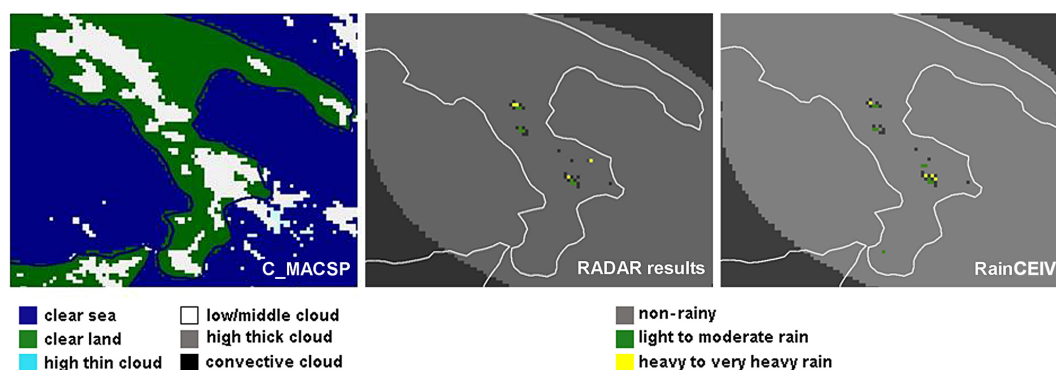 C_MACSP
RADAR results
RainCEIV
clear sea
clear land
high thin cloud
low/middle cloud
high thick cloud
convective cloud
non-rainy
light to moderate rain
heavy to very heavy rain